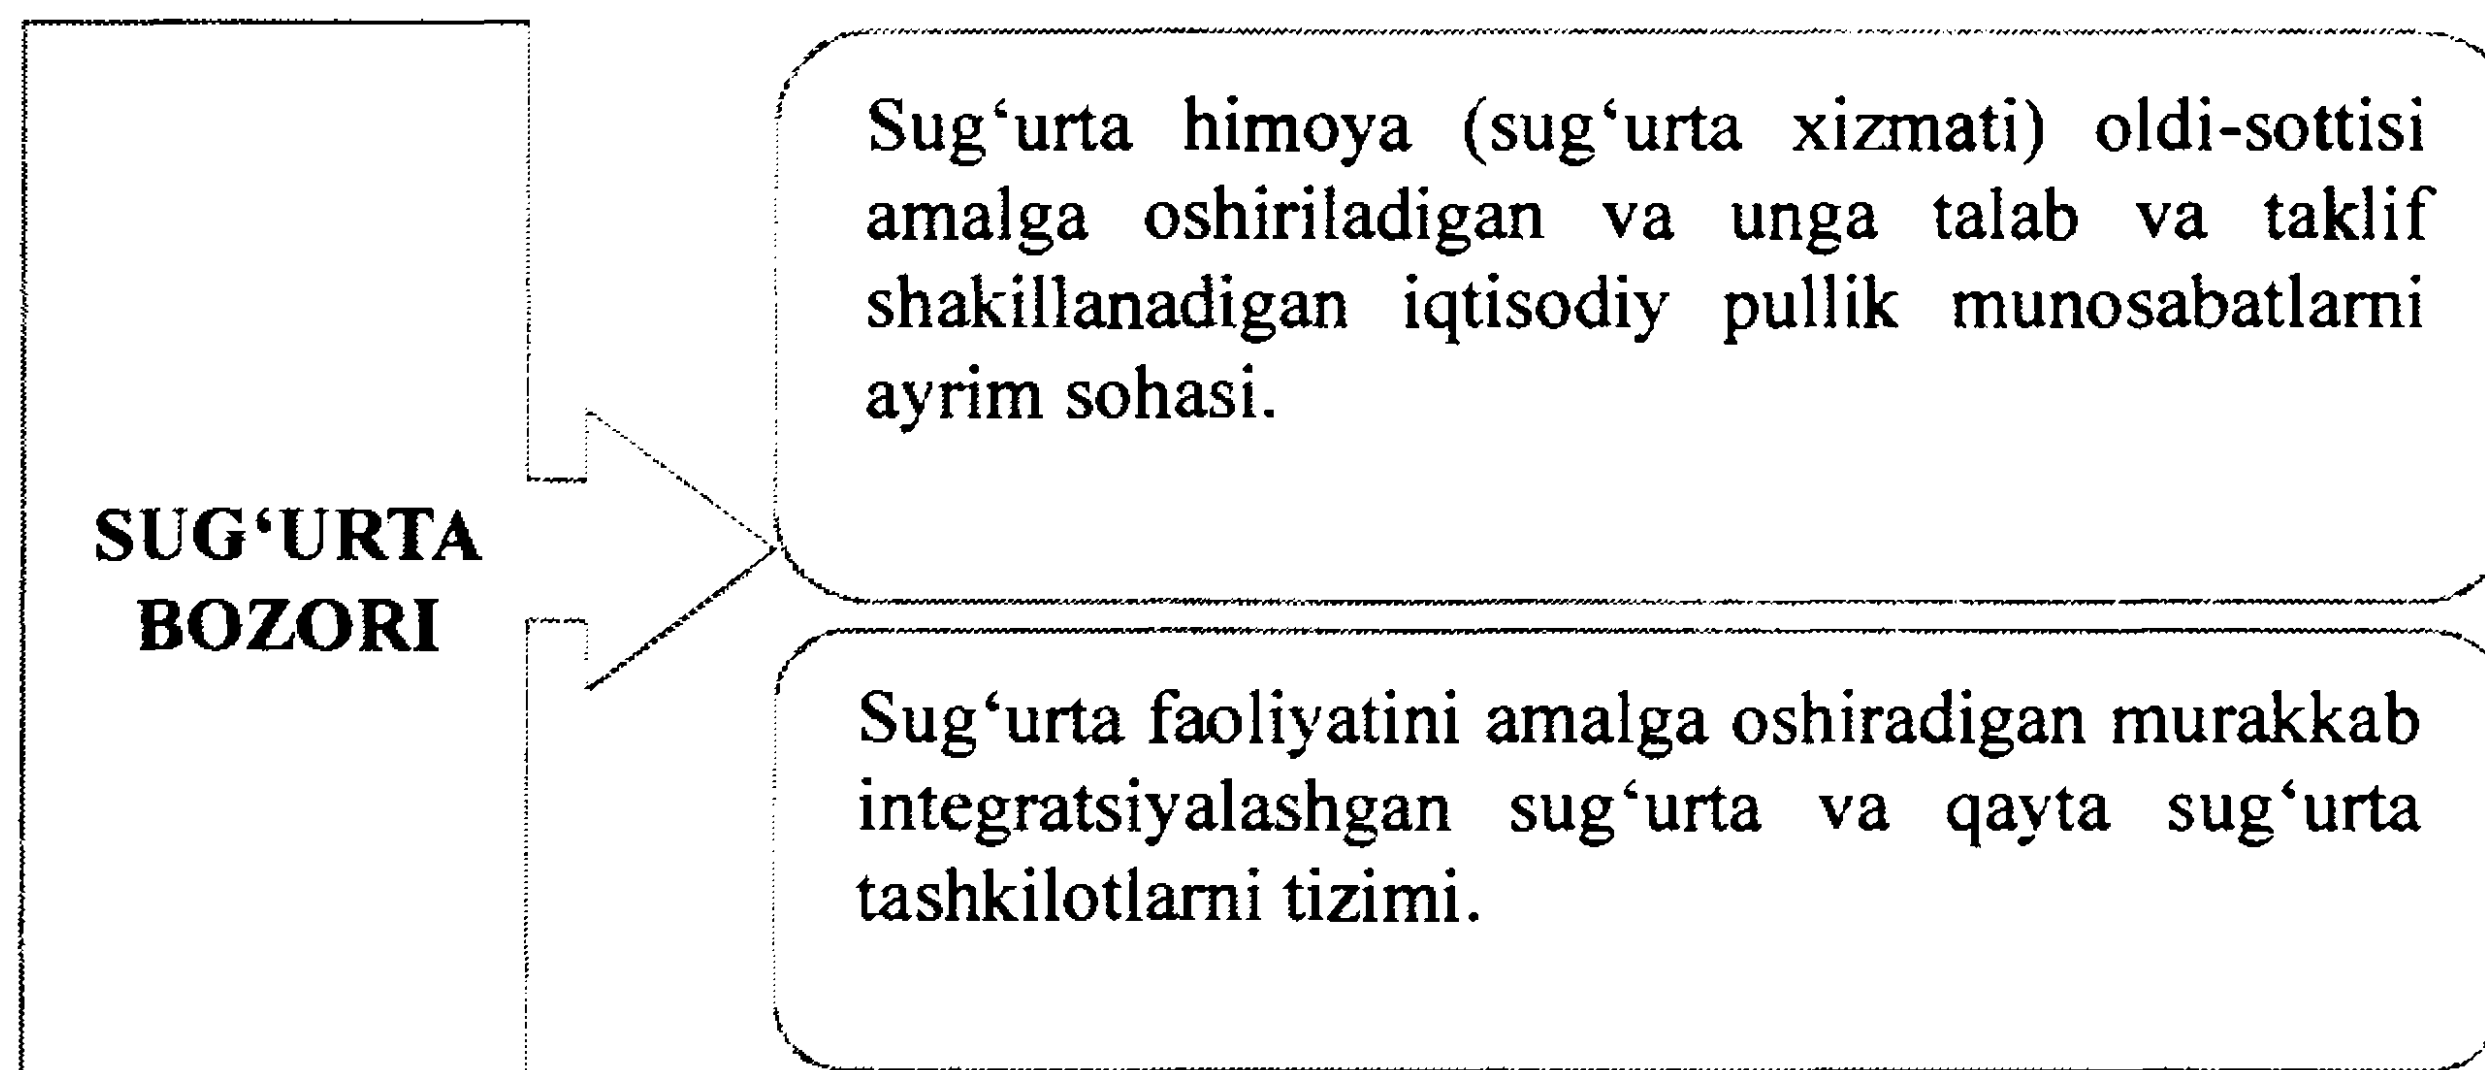 SUG‘URTA
BOZORI
Sug‘urta himoya (sug‘urta xizmati) oldi-sottisi
amalga oshiriladigan va unga talab va taklif
shakillanadigan iqtisodiy pullik munosabatlarni
ayrim sohasi.
Sug‘urta faoliyatini amalga oshiradigan murakkab
integratsiyalashgan sug‘urta va qayta sug‘urta
tashkilotlarni tizimi.